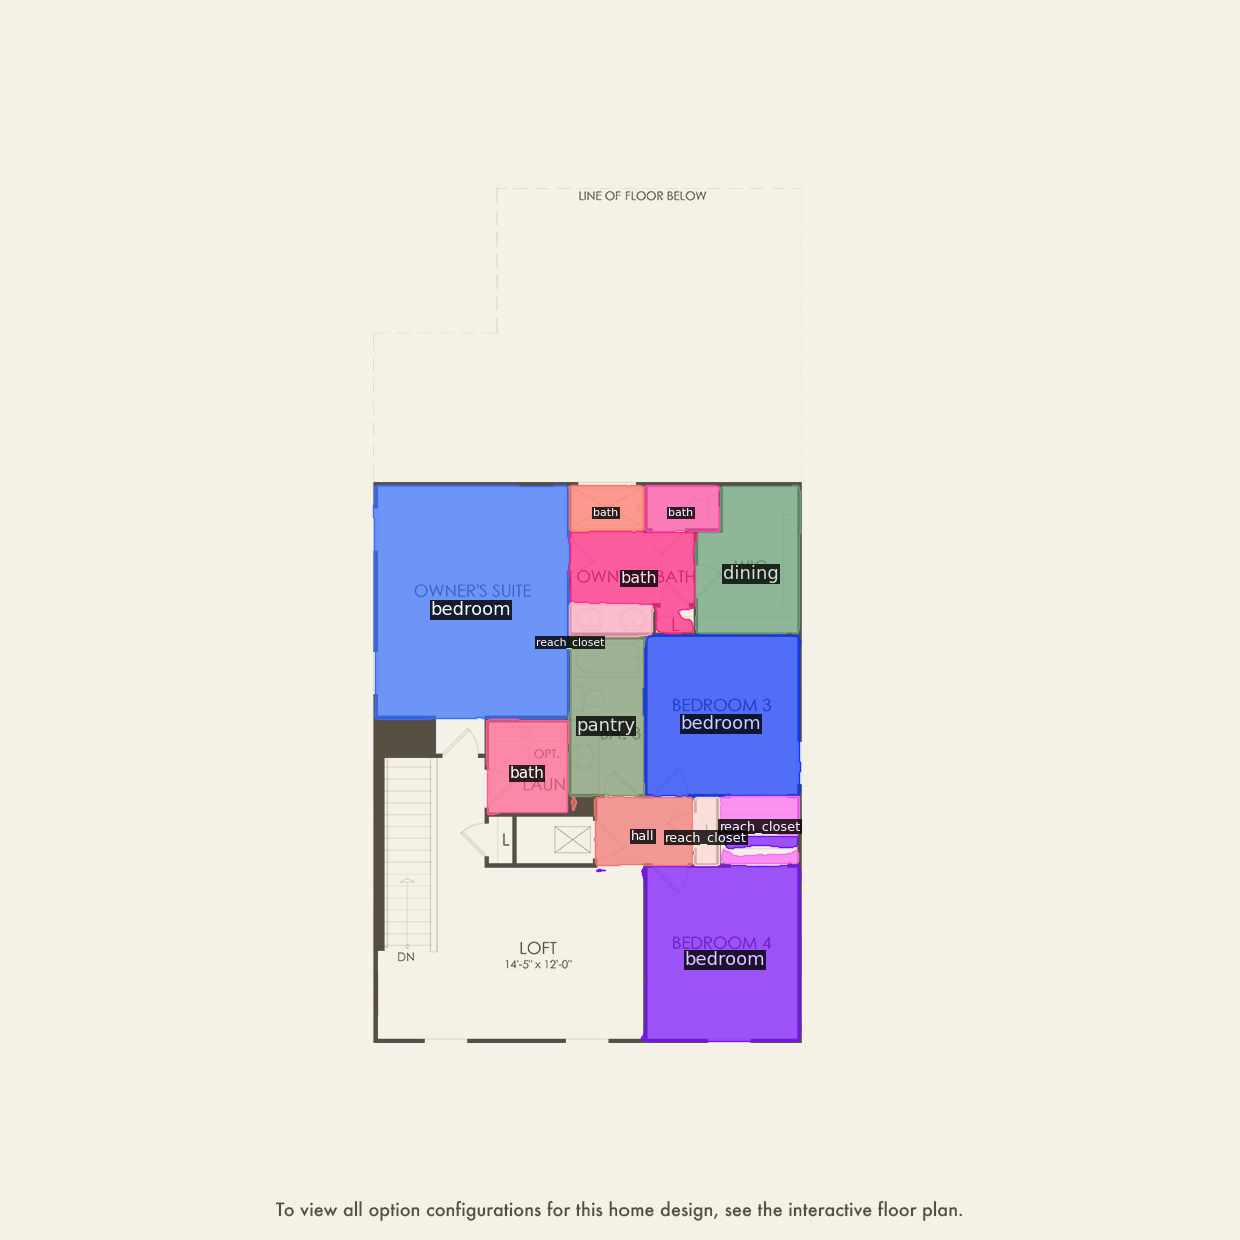 LINE OF FLOOR BELOW
bath
bath
OWNER'S BATH
bath
WIC
dining
OWNER'S SUITE
bedroom
L
reach_closet
BEDROOM 3
bedroom
pantry
OPT.
bath
LAUN
reach_closet
hall
reach_closet
L
BEDROOM 4
bedroom
LOFT
14'-5" x 12'-0"
DN
To view all option configurations for this home design, see the interactive floor plan.